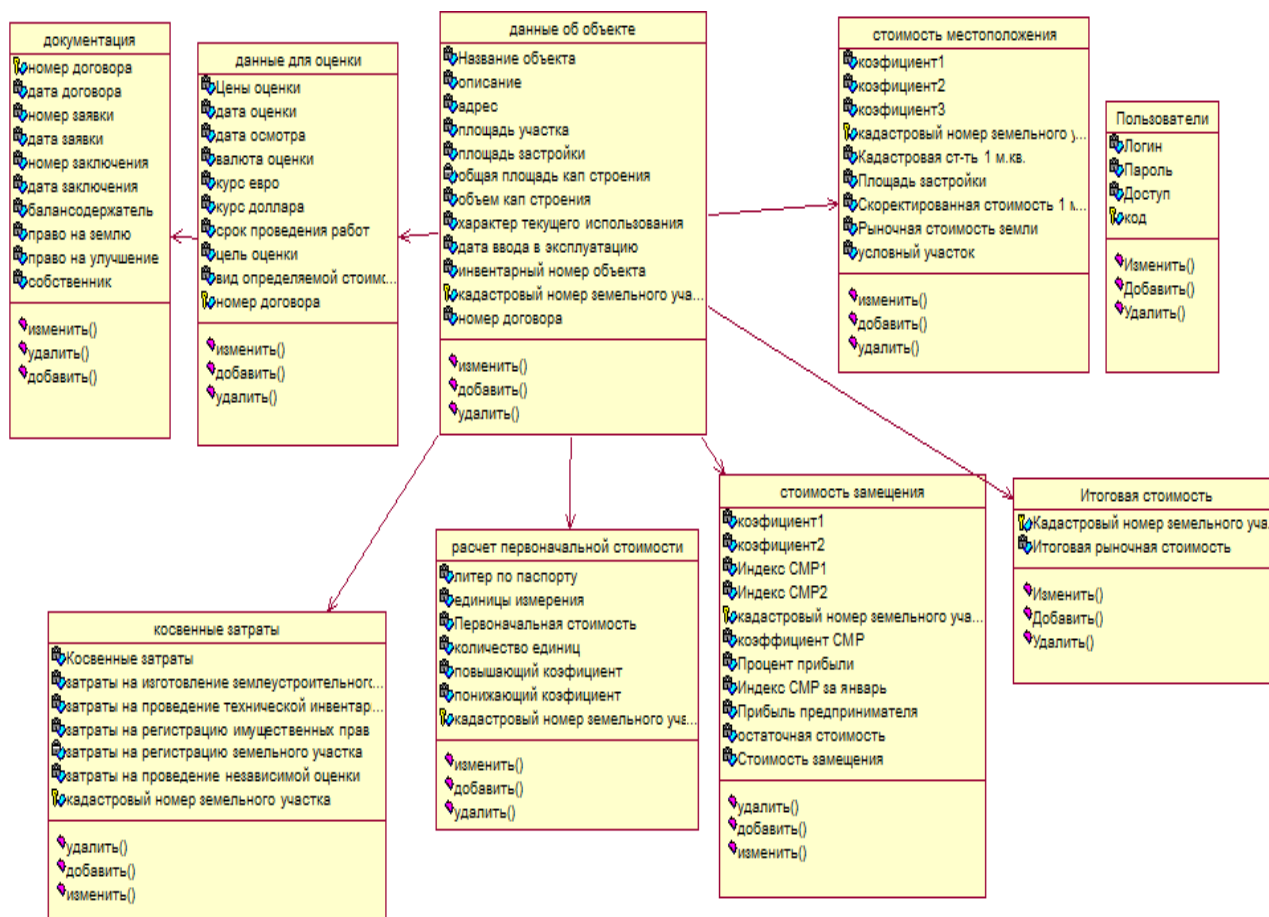 документация
номер договора
дата договора
номер заявки
дата заявки
номер заключения
дата заключения
балансодержатель
право на землю
право на улучшение
собственник
изменить()
удалить()
добавить()
данные для оценки
Цены оценки
дата оценки
дата осмотра
валюта оценки
курс евро
курс доллара
срок проведения работ
цель оценки
вид определяемой стоимо...
номер договора
изменить()
добавить()
удалить()
данные об объекте
Название объекта
описание
адрес
площадь участка
площадь застройки
общая площадь кап строения
объем кап строения
характер текущего использования
дата ввода в эксплуатацию
инвентарный номер объекта
кадастровый номер земельного уча...
номер договора
изменить()
добавить()
удалить()
стоимость местоположения
коэфициент1
коэфициент2
коэфициент3
кадастровый номер земельного у...
Кадастровая ст-ть 1 м.кв.
Площадь застройки
Скоректированная стоимость 1 м...
Рыночная стоимость земли
условный участок
изменить()
добавить()
удалить()
Пользователи
Логин
Пароль
Доступ
код
Изменить()
Добавить()
Удалить()
косвенные затраты
Косвенные затраты
затраты на изготовление землеустроительного...
затраты на проведение технической инвентар...
затраты на регистрацию имущественных прав
затраты на регистрацию земельного участка
затраты на проведение независимой оценки
кадастровый номер земельного участка
удалить()
добавить()
изменить()
расчет первоначальной стоимости
литер по паспорту
единицы измерения
Первоначальная стоимость
количество единиц
повышающий коэфициент
понижающий коэфициент
кадастровый номер земельного уча...
изменить()
добавить()
удалить()
стоимость замещения
коэфициент1
коэфициент2
Индекс СМР1
Индекс СМР2
кадастровый номер земельного уча...
коэффициент СМР
Процент прибыли
Индекс СМР за январь
Прибыль предпринимателя
остаточная стоимость
Стоимость замещения
удалить()
добавить()
изменить()
Итоговая стоимость
Кадастровый номер земельного уча...
Итоговая рыночная стоимость
Изменить()
Добавить()
Удалить()